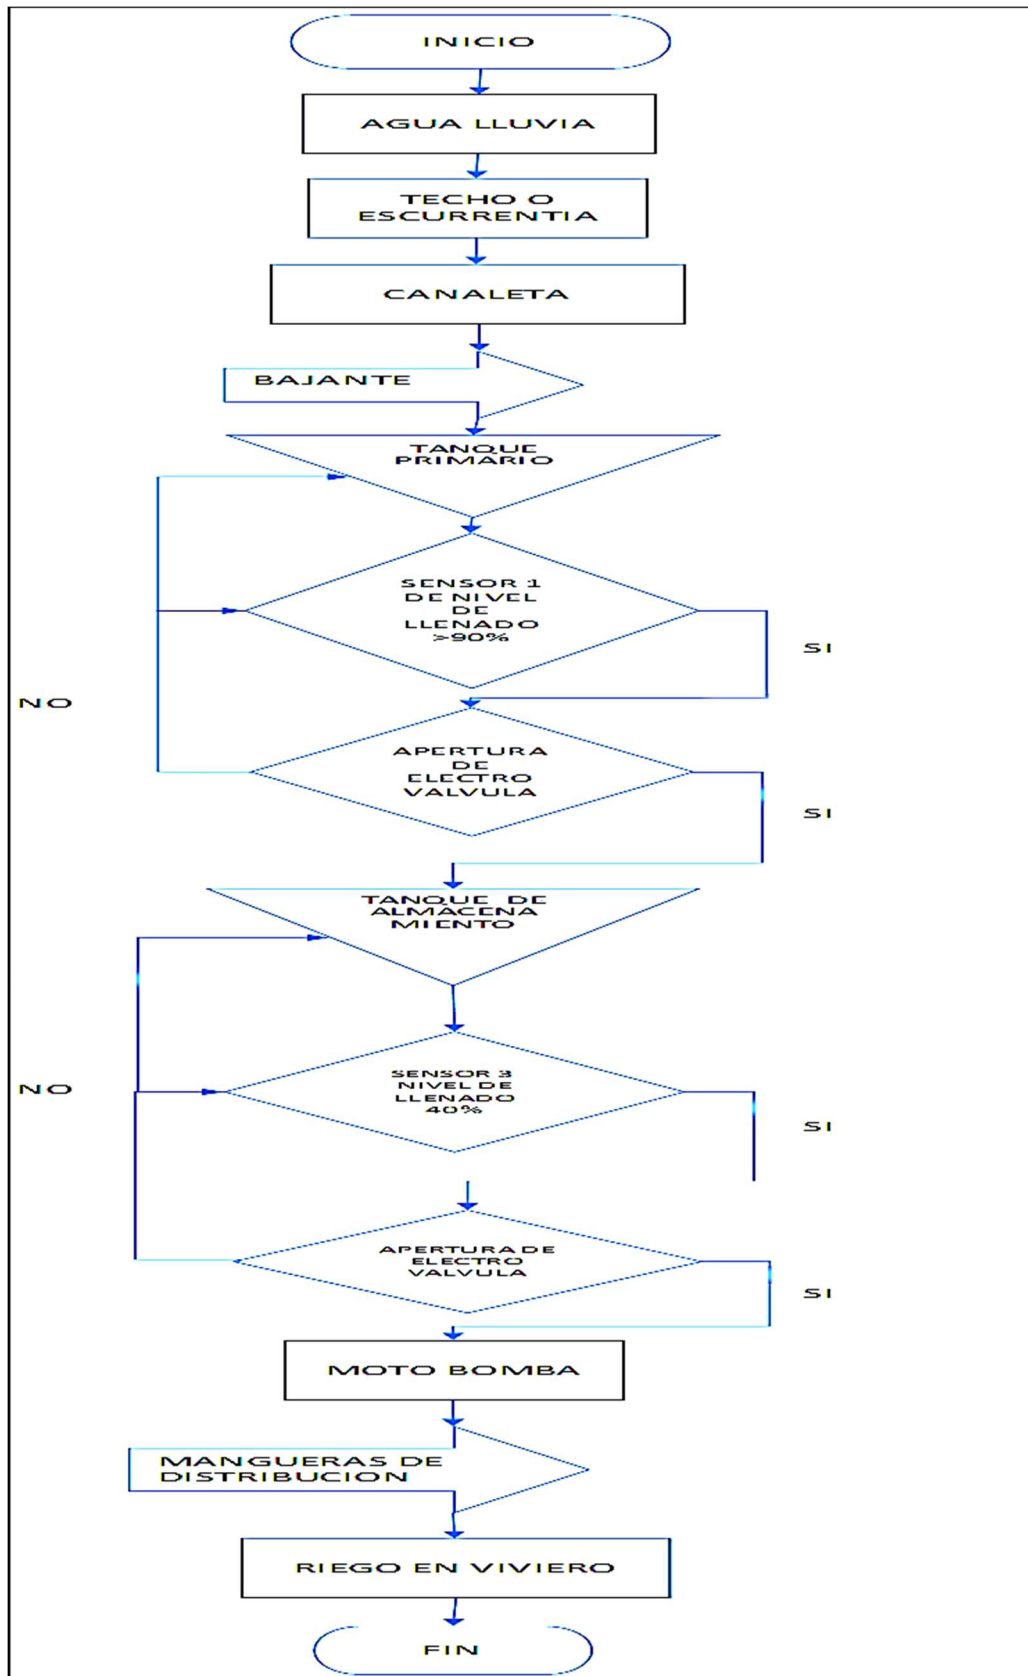 INICIO
AGUA LLUVIA
TECHO O
ESCURRENTIA
CANALETA
BAJANTE
TANQUE
PRIMARIO
SENSOR 1
DE NIVEL
DE
LLENADO
>90%
SI
NO
APERTURA
DE
ELECTRO
VALVULA
SI
TANQUE DE
ALMACENA
MIENTO
SENSOR 3
NIVEL DE
LLENADO
40%
NO
SI
APERTURA DE
ELECTRO
VALVULA
SI
MOTO BOMBA
MANGUERAS DE
DISTRIBUCION
RIEGO EN VIVIERO
FIN